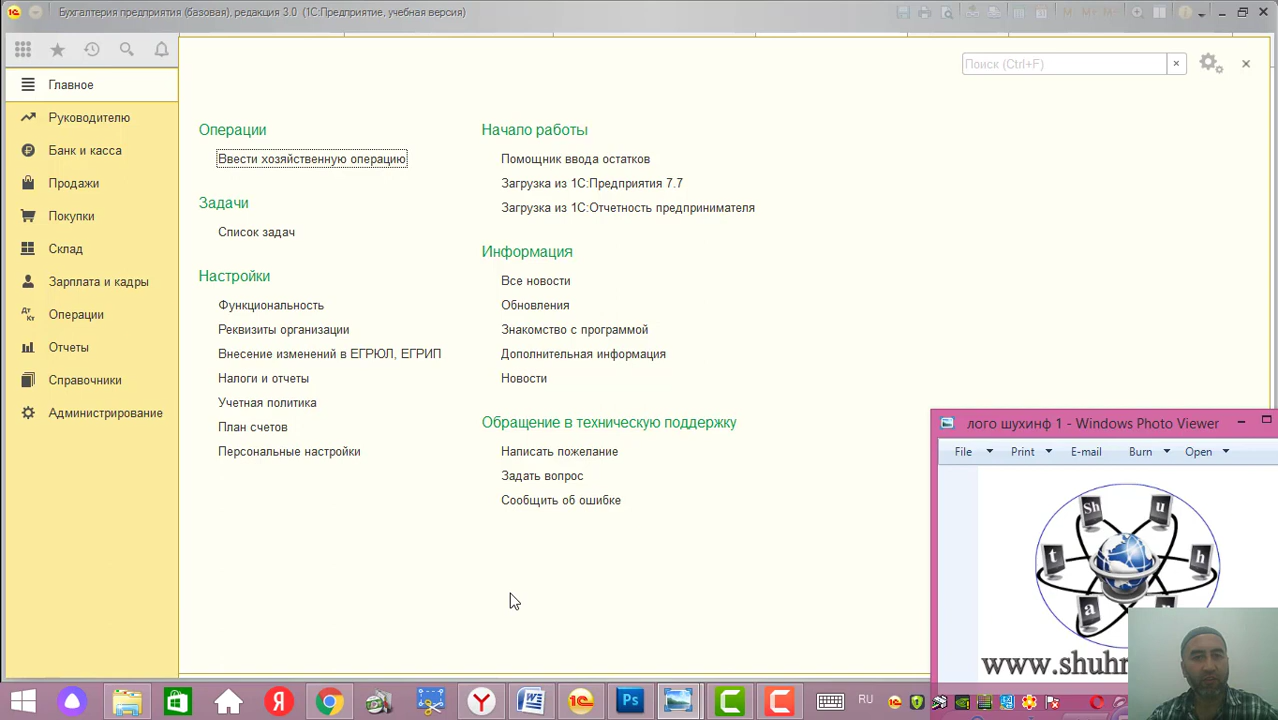 Бухгалтерия предприятия (базовая), редакция 3.0 (1С:Предприятие, учебная версия)
M M+ M-
Главное
Руководителю
Банк и касса
Продажи
Покупки
Склад
Зарплата и кадры
Дт Кт Операции
Отчеты
Справочники
Администрирование
Поиск (Ctrl+F)
Операции
Ввести хозяйственную операцию
Задачи
Список задач
Настройки
Функциональность
Реквизиты организации
Внесение изменений в ЕГРЮЛ, ЕГРИП
Налоги и отчеты
Учетная политика
План счетов
Персональные настройки
Начало работы
Помощник ввода остатков
Загрузка из 1С:Предприятия 7.7
Загрузка из 1С:Отчетность предпринимателя
Информация
Все новости
Обновления
Знакомство с программой
Дополнительная информация
Новости
Обращение в техническую поддержку
Написать пожелание
Задать вопрос
Сообщить об ошибке
лого шухинф 1 - Windows Photo Viewer
File Print E-mail Burn Open
Sh u
t h
a
www.shuhr
Я Y W Ps C C RU